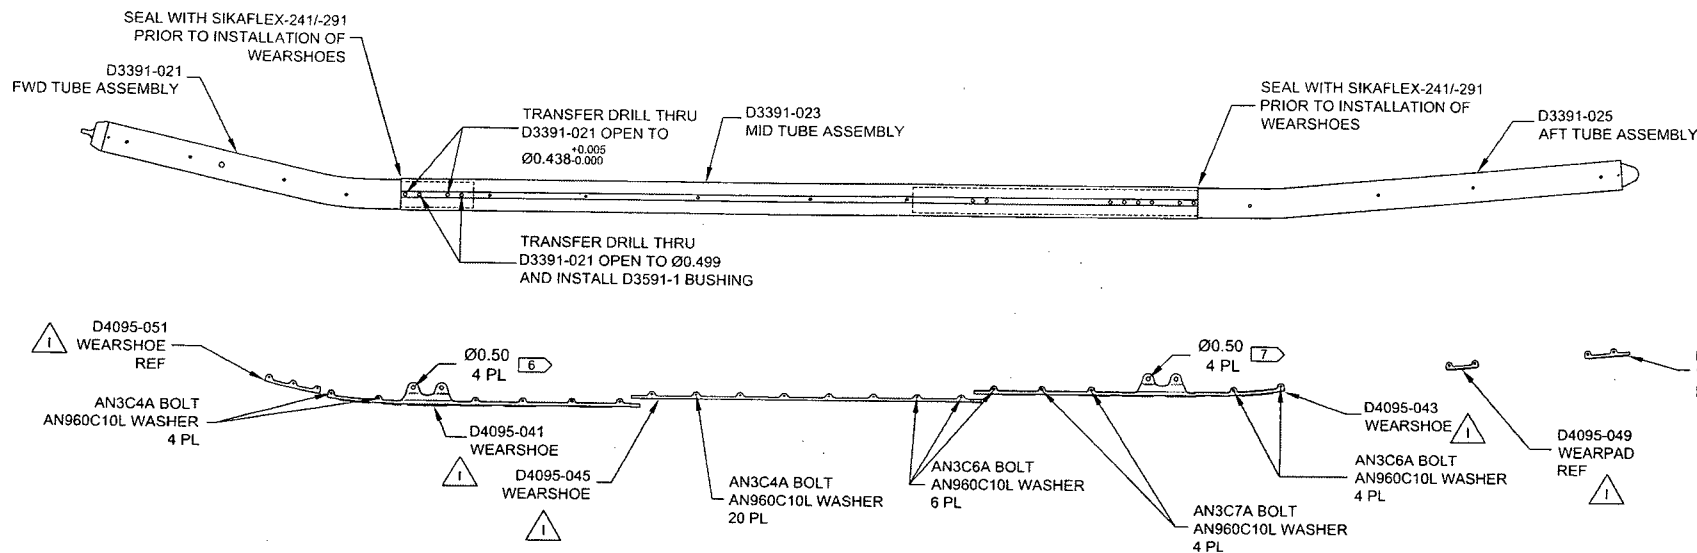 SEAL WITH SIKAFLEX-241/-291
PRIOR TO INSTALLATION OF
WEARSHOES
D3391-021
FWD TUBE ASSEMBLY
TRANSFER DRILL THRU
D3391-021 OPEN TO
Ø0.438+0.005-0.000
D3391-023
MID TUBE ASSEMBLY
SEAL WITH SIKAFLEX-241/-291
PRIOR TO INSTALLATION OF
WEARSHOES
D3391-025
AFT TUBE ASSEMBLY
TRANSFER DRILL THRU
D3391-021 OPEN TO Ø0.499
AND INSTALL D3591-1 BUSHING
D4095-051
WEARSHOE
REF
1
Ø0.50
4 PL
6
Ø0.50
4 PL
7
AN3C4A BOLT
AN960C10L WASHER
4 PL
D4095-041
WEARSHOE
1
D4095-045
WEARSHOE
1
AN3C4A BOLT
AN960C10L WASHER
20 PL
AN3C6A BOLT
AN960C10L WASHER
6 PL
AN3C7A BOLT
AN960C10L WASHER
4 PL
D4095-043
WEARSHOE
1
AN3C6A BOLT
AN960C10L WASHER
4 PL
D4095-049
WEARPAD
REF
1